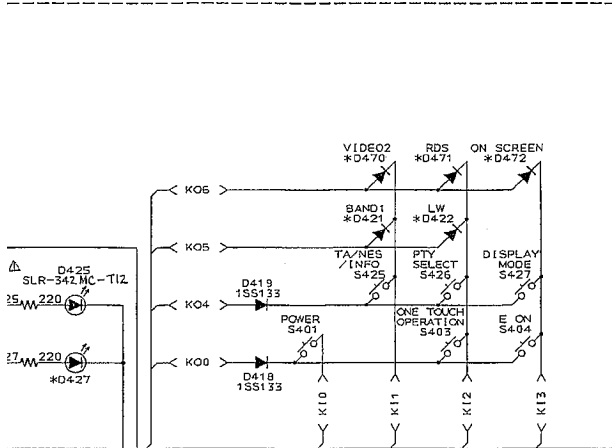 VIDEO2
*D470
RDS
*D471
ON SCREEN
*D472
KO6
BAND1
*D421
LW
*D422
KO5
TA/NES
/INFO
S425
PTY
SELECT
S426
DISPLAY
MODE
S427
D425
SLR-342MC-T12
D419
1SS133
25
220
KO4
POWER
S401
ONE TOUCH
OPERATION
S403
E ON
S404
27
220
*D427
KO0
D418
1SS133
KI0
KI1
KI2
KI3